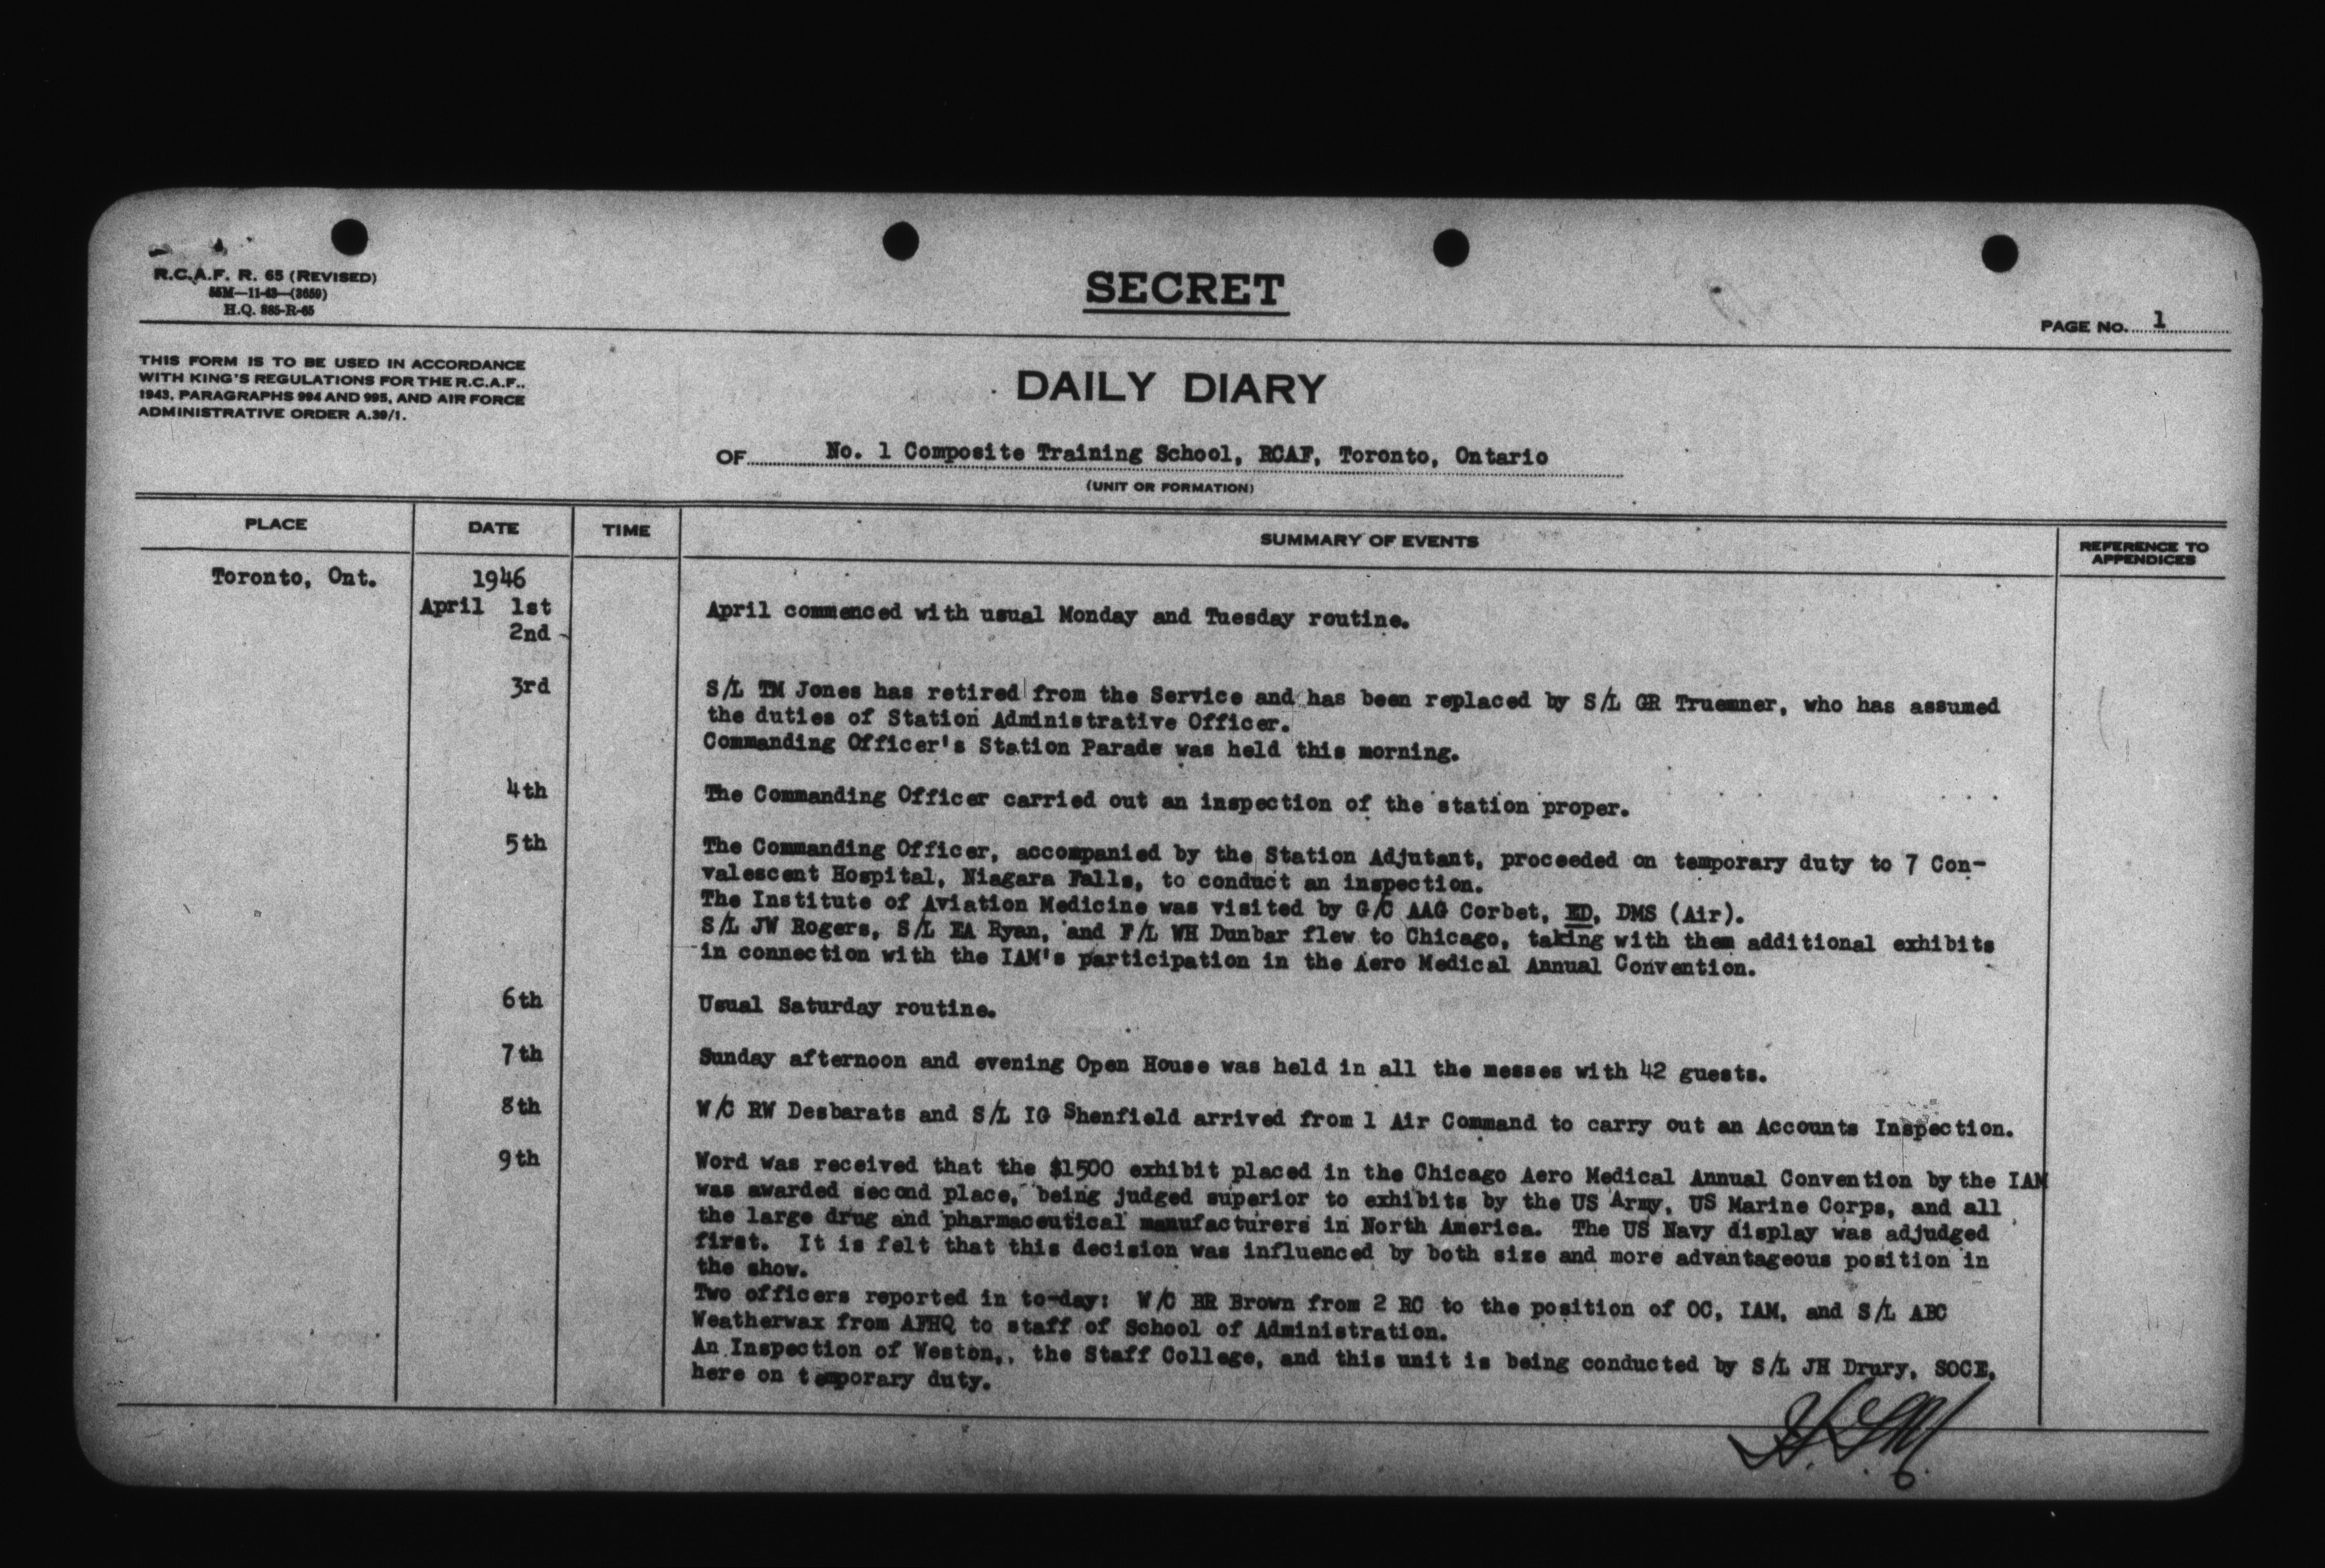 R.C.A.F. R. 65 (REVISED)
55M—11-43—(3659)
H.Q. 885-R-65
SECRET
PAGE No. 1
THIS FORM IS TO BE USED IN ACCORDANCE
WITH KING'S REGULATIONS FOR THE R.C.A.F.,
1943, PARAGRAPHS 994 AND 995, AND AIR FORCE
ADMINISTRATIVE ORDER A.39/1.
DAILY DIARY
OF No. 1 Composite Training School, RCAF, Toronto, Ontario
(UNIT OR FORMATION)
PLACE DATE TIME SUMMARY OF EVENTS REFERENCE TO APPENDICES
Toronto, Ont. 1946
April 1st April commenced with usual Monday and Tuesday routine.
2nd
3rd S/L TM Jones has retired from the Service and has been replaced by S/L GR Truemner, who has assumed
the duties of Station Administrative Officer.
Commanding Officer's Station Parade was held this morning.
4th The Commanding Officer carried out an inspection of the station proper.
5th The Commanding Officer, accompanied by the Station Adjutant, proceeded on temporary duty to 7 Con-
valescent Hospital, Niagara Falls, to conduct an inspection.
The Institute of Aviation Medicine was visited by G/C AAG Corbet, ED, DMS (Air).
S/L JW Rogers, S/L EA Ryan, and F/L WH Dunbar flew to Chicago, taking with them additional exhibits
in connection with the IAM's participation in the Aero Medical Annual Convention.
6th Usual Saturday routine.
7th Sunday afternoon and evening Open House was held in all the messes with 42 guests.
8th W/C RW Desbarats and S/L IG Shenfield arrived from 1 Air Command to carry out an Accounts Inspection.
9th Word was received that the $1500 exhibit placed in the Chicago Aero Medical Annual Convention by the IAM
was awarded second place, being judged superior to exhibits by the US Army, US Marine Corps, and all
the large drug and pharmaceutical manufacturers in North America. The US Navy display was adjudged
first. It is felt that this decision was influenced by both size and more advantageous position in
the show.
Two officers reported in to-day: W/C HR Brown from 2 RC to the position of OC, IAM, and S/L ABC
Weatherwax from AFHQ to staff of School of Administration.
An Inspection of Weston,, the Staff College, and this unit is being conducted by S/L JH Drury, SOCE,
here on temporary duty.